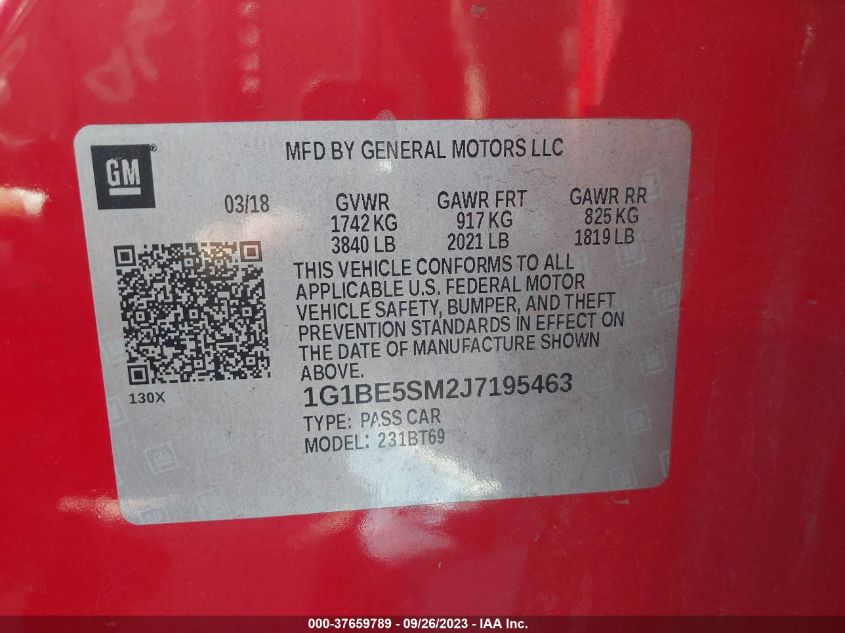 GM
MFD BY GENERAL MOTORS LLC
03/18 GVWR GAWR FRT GAWR RR
1742 KG 917 KG 825 KG
3840 LB 2021 LB 1819 LB
THIS VEHICLE CONFORMS TO ALL
APPLICABLE U.S. FEDERAL MOTOR
VEHICLE SAFETY, BUMPER, AND THEFT
PREVENTION STANDARDS IN EFFECT ON
THE DATE OF MANUFACTURE SHOWN
ABOVE.
130X
1G1BE5SM2J7195463
TYPE: PASS CAR
MODEL: 231BT69
000-37659789 - 09/26/2023 - IAA Inc.